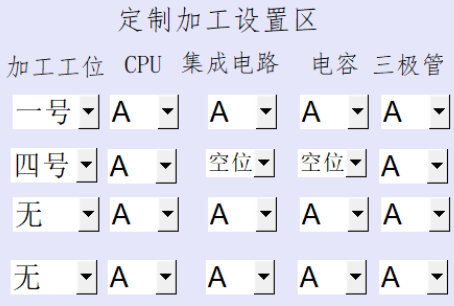 定制加工设置区
加工工位 CPU 集成电路 电容 三极管
一号 A A A A
四号 A 空位 空位 A
无 A A A A
无 A A A A